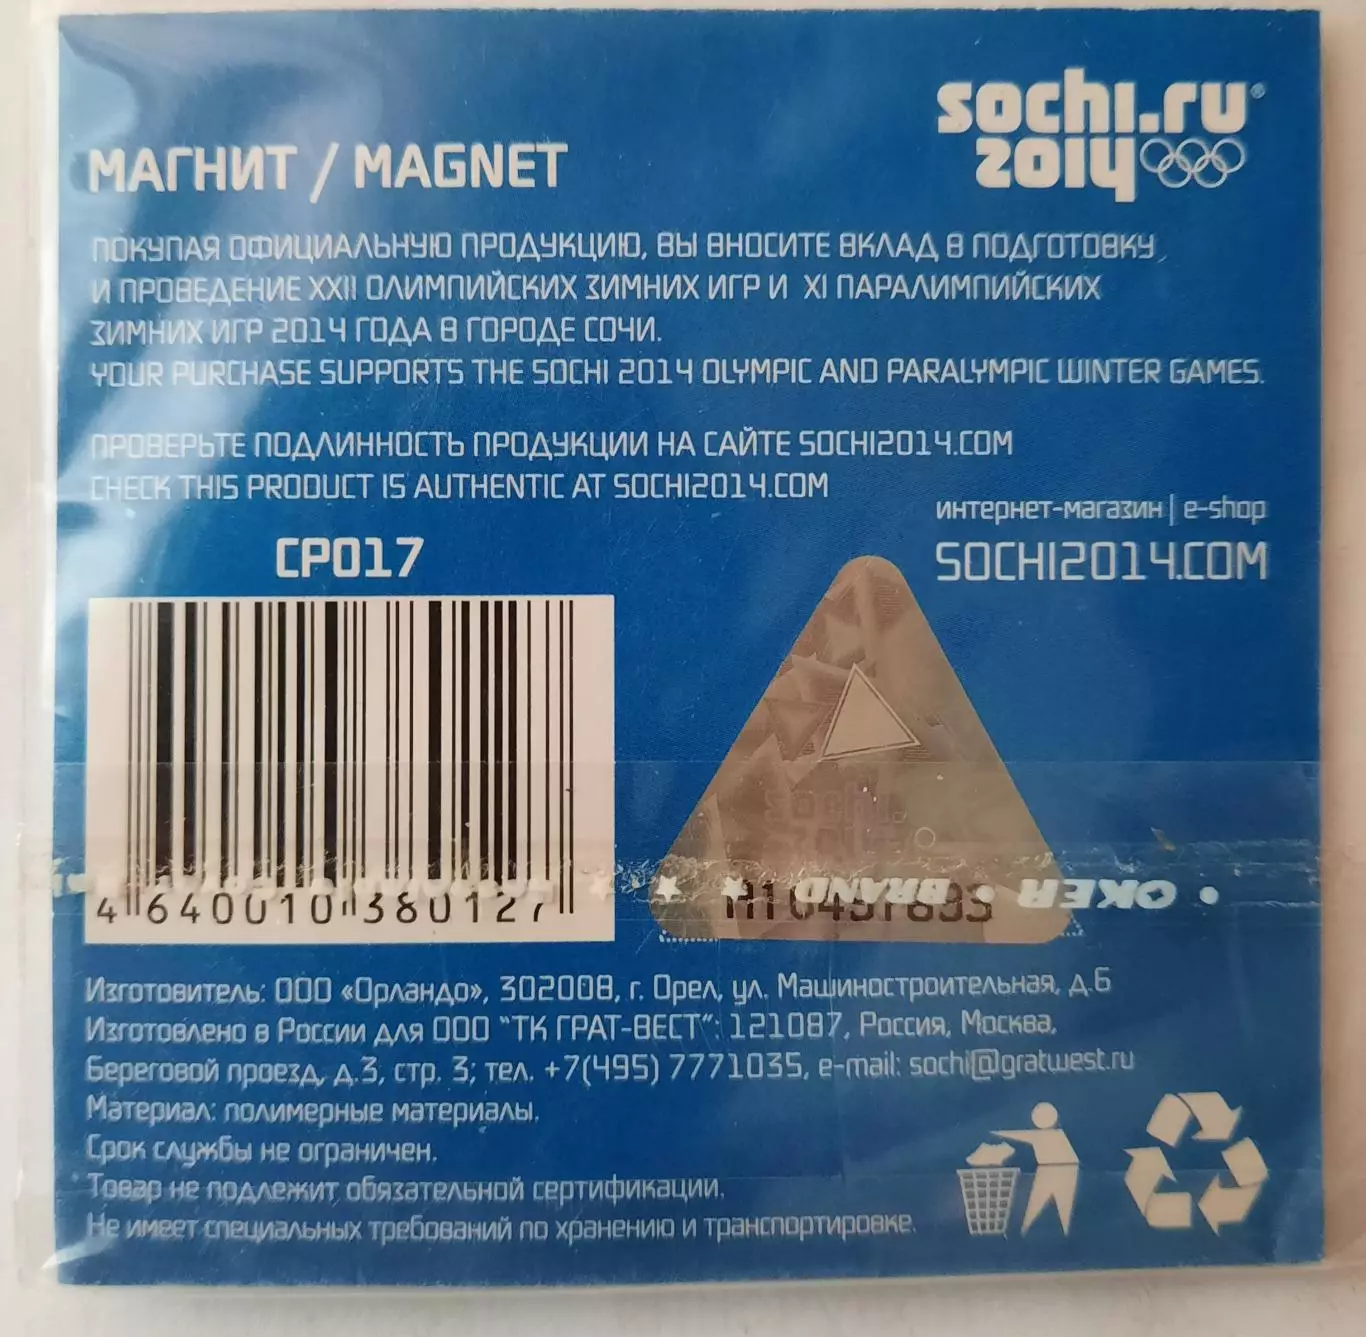 sochi.ru
2014
МАГНИТ / MAGNET
ПОКУПАЯ ОФИЦИАЛЬНУЮ ПРОДУКЦИЮ, ВЫ ВНОСИТЕ ВКЛАД В ПОДГОТОВКУ
И ПРОВЕДЕНИЕ XXII ОЛИМПИЙСКИХ ЗИМНИХ ИГР И XI ПАРАЛИМПИЙСКИХ
ЗИМНИХ ИГР 2014 ГОДА В ГОРОДЕ СОЧИ.
YOUR PURCHASE SUPPORTS THE SOCHI 2014 OLYMPIC AND PARALYMPIC WINTER GAMES.
ПРОВЕРЬТЕ ПОДЛИННОСТЬ ПРОДУКЦИИ НА САЙТЕ SOCHI2014.COM
CHECK THIS PRODUCT IS AUTHENTIC AT SOCHI2014.COM
интернет-магазин | e-shop
SOCHI2014.COM
CP017
sochi.
2014
4 640010 380127
• OKER • BRAND
Изготовитель: ООО «Орландо», 302008, г. Орел, ул. Машиностроительная, д.6
Изготовлено в России для ООО "ТК ГРАТ-ВЕСТ": 121087, Россия, Москва,
Береговой проезд, д.3, стр. 3; тел. +7(495) 7771035, e-mail: sochi@gratwest.ru
Материал: полимерные материалы.
Срок службы не ограничен.
Товар не подлежит обязательной сертификации.
Не имеет специальных требований по хранению и транспортировке.